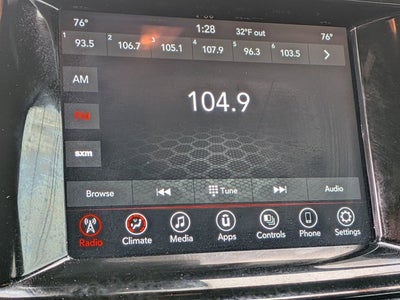 76° 1:28 32°F out 76°
1 93.5 2 106.7 3 105.1 4 107.9 5 96.3 6 103.5
AM
104.9
FM
sxm
Browse Tune Audio
Radio Climate Media Apps Controls Phone Settings